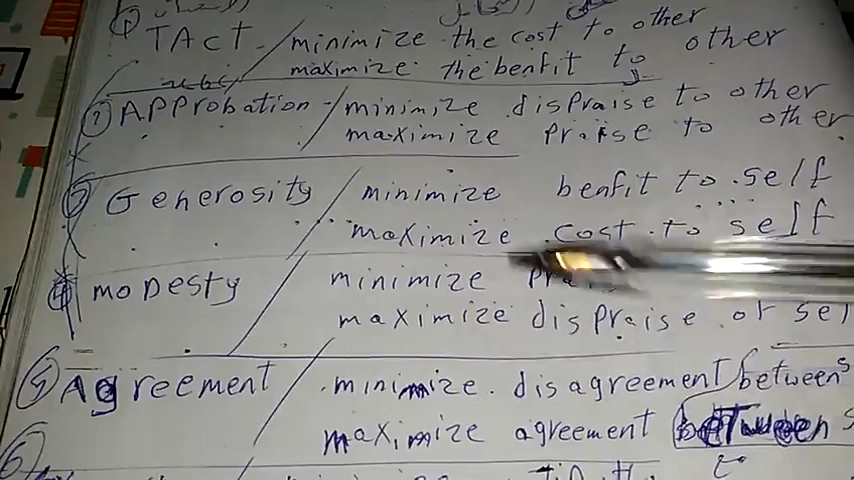 ① TAct / minimize the cost to other
maximize the benfit to other
② APProbation / minimize dispraise to other
maximize praise to other
③ Generosity / minimize benfit to self
maximize cost to self
④ moDesty / minimize
maximize dispraise of sel
⑤ Agreement / minimize disagreement betweens
maximize agreement between s
⑥